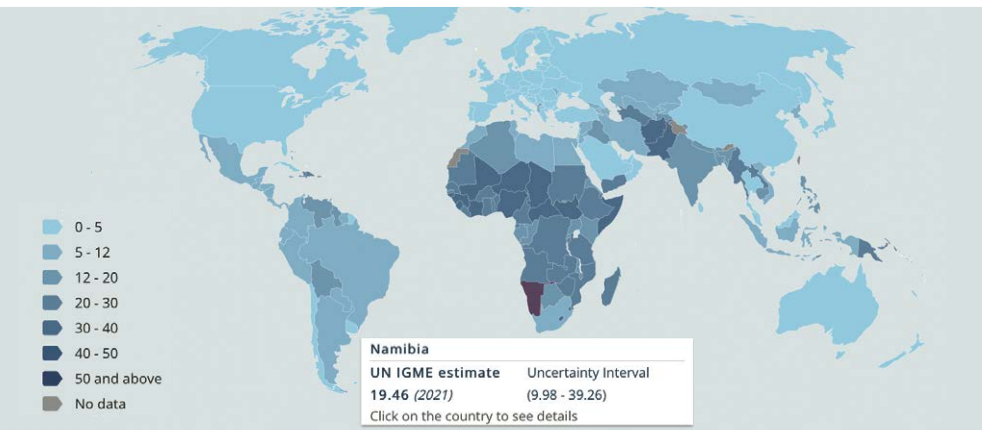 0 - 5
5 - 12
12 - 20
20 - 30
30 - 40
40 - 50
50 and above
No data
Namibia
UN IGME estimate Uncertainty Interval
19.46 (2021) (9.98 - 39.26)
Click on the country to see details